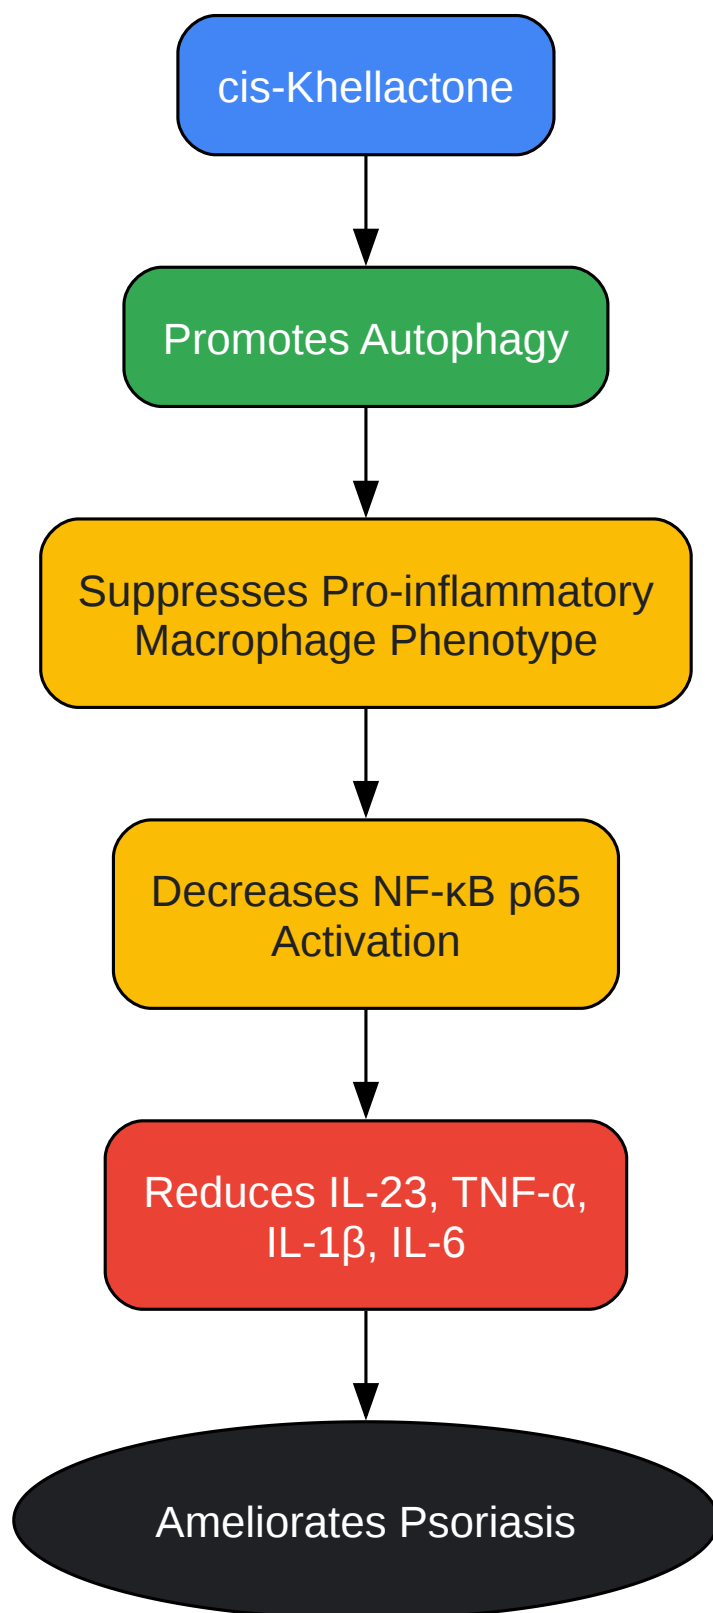 cis-Khellactone
Promotes Autophagy
Suppresses Pro-inflammatory
Macrophage Phenotype
Decreases NF-κB p65
Activation
Reduces IL-23, TNF-α,
IL-1β, IL-6
Ameliorates Psoriasis